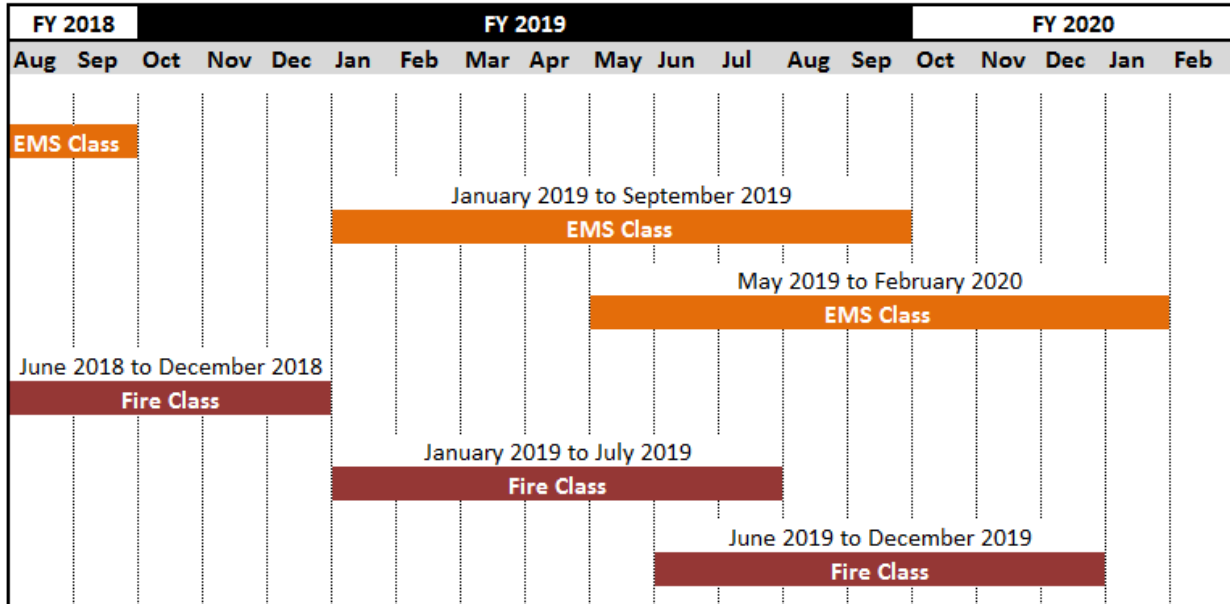 FY 2018 FY 2019 FY 2020
Aug Sep Oct Nov Dec Jan Feb Mar Apr May Jun Jul Aug Sep Oct Nov Dec Jan Feb
EMS Class
January 2019 to September 2019
EMS Class
May 2019 to February 2020
EMS Class
June 2018 to December 2018
Fire Class
January 2019 to July 2019
Fire Class
June 2019 to December 2019
Fire Class